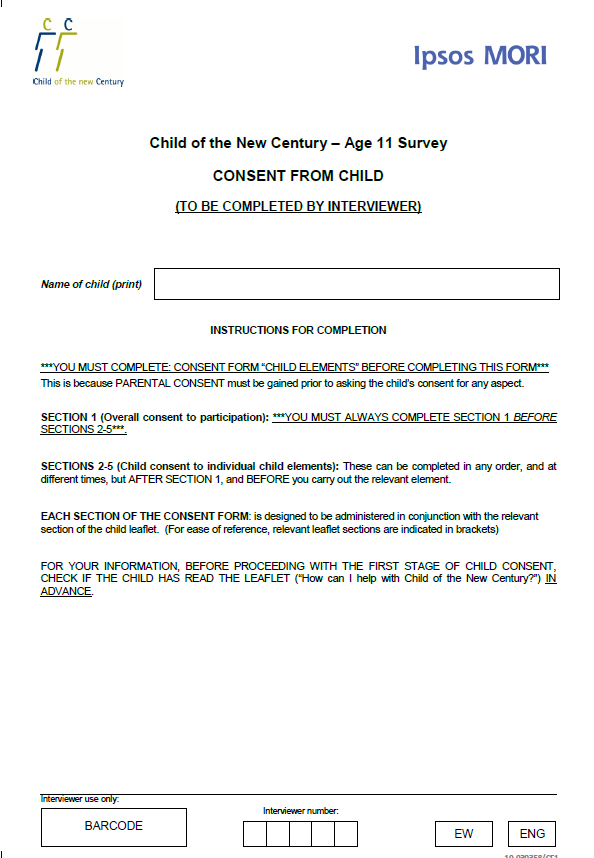 C C
Child of the new Century
Ipsos MORI
Child of the New Century – Age 11 Survey
CONSENT FROM CHILD
(TO BE COMPLETED BY INTERVIEWER)
Name of child (print)
INSTRUCTIONS FOR COMPLETION
***YOU MUST COMPLETE: CONSENT FORM “CHILD ELEMENTS” BEFORE COMPLETING THIS FORM***
This is because PARENTAL CONSENT must be gained prior to asking the child’s consent for any aspect.
SECTION 1 (Overall consent to participation): ***YOU MUST ALWAYS COMPLETE SECTION 1 BEFORE
SECTIONS 2-5***.
SECTIONS 2-5 (Child consent to individual child elements): These can be completed in any order, and at
different times, but AFTER SECTION 1, and BEFORE you carry out the relevant element.
EACH SECTION OF THE CONSENT FORM: is designed to be administered in conjunction with the relevant
section of the child leaflet. (For ease of reference, relevant leaflet sections are indicated in brackets)
FOR YOUR INFORMATION, BEFORE PROCEEDING WITH THE FIRST STAGE OF CHILD CONSENT,
CHECK IF THE CHILD HAS READ THE LEAFLET (“How can I help with Child of the New Century?”) IN
ADVANCE.
Interviewer use only:
Interviewer number:
BARCODE
EW
ENG